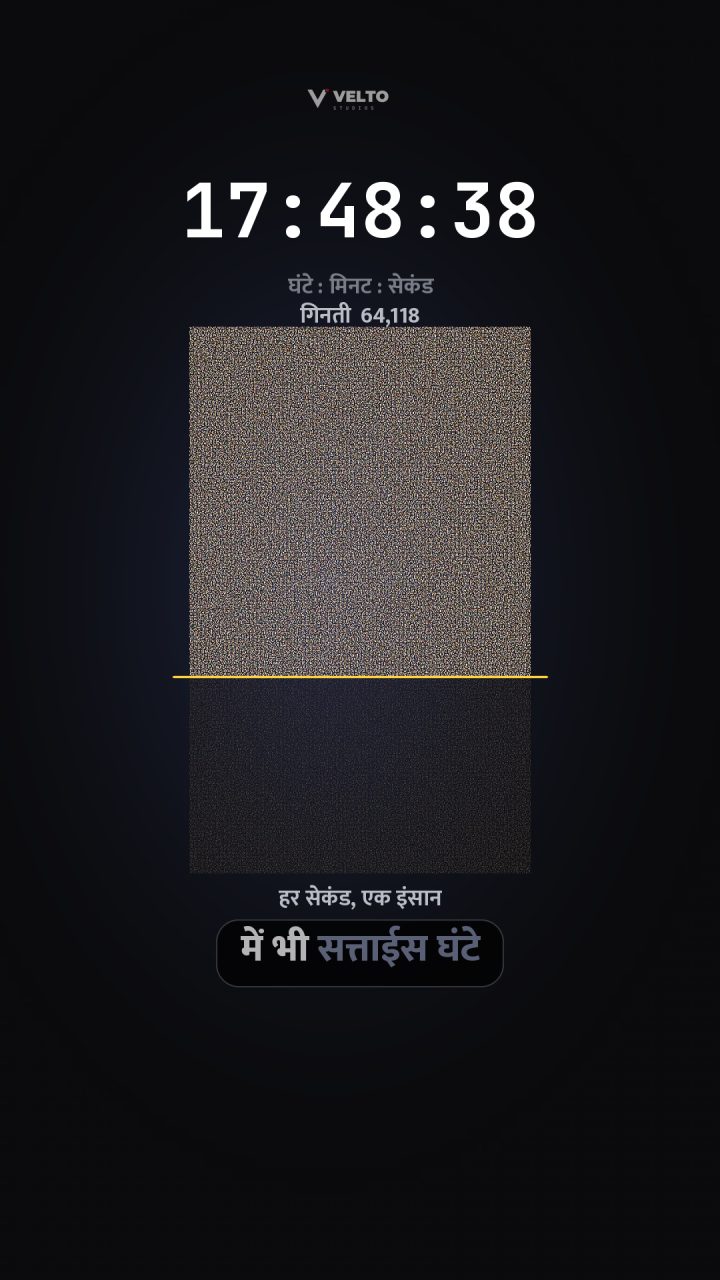 VELTO
STUDIOS
17:48:38
घंटे : मिनट : सेकंड
गिनती 64,118
हर सेकंड, एक इंसान
में भी सत्ताईस घंटे